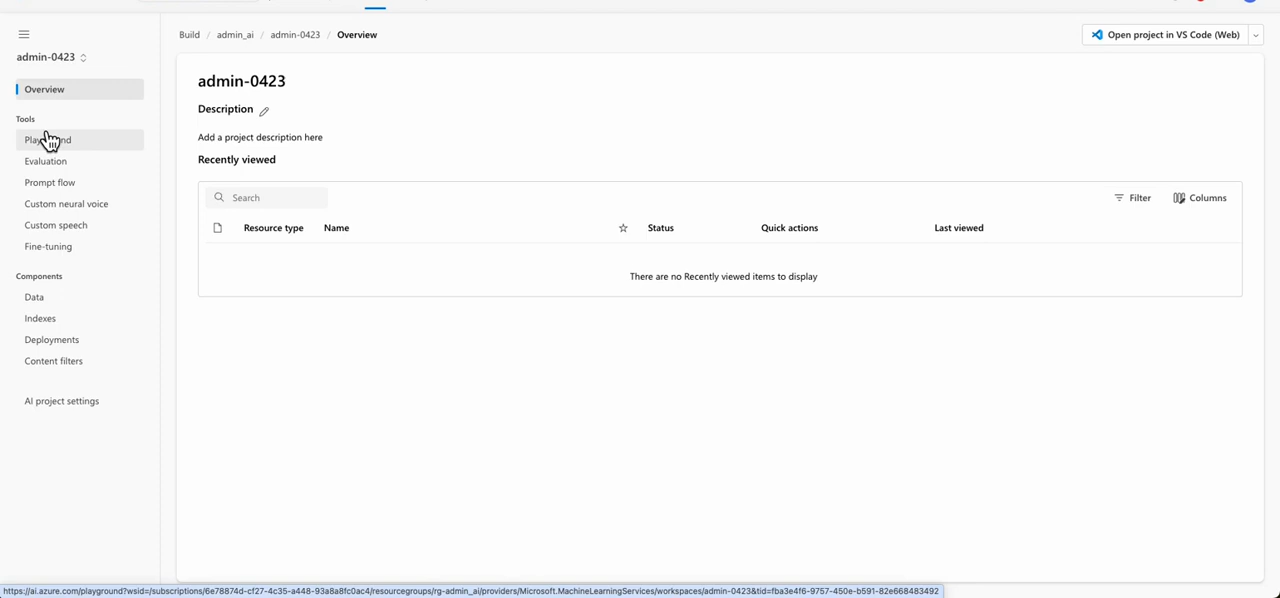 admin-0423
Overview
Tools
Playground
Evaluation
Prompt flow
Custom neural voice
Custom speech
Fine-tuning
Components
Data
Indexes
Deployments
Content filters
AI project settings
Build / admin_ai / admin-0423 / Overview
Open project in VS Code (Web)
admin-0423
Description
Add a project description here
Recently viewed
Search
Filter
Columns
Resource type Name Status Quick actions Last viewed
There are no Recently viewed items to display
https://ai.azure.com/playground?wsid=/subscriptions/6e78874d-cf27-4c35-a448-93a8a8fc0ac4/resourcegroups/rg-admin_ai/providers/Microsoft.MachineLearningServices/workspaces/admin-0423&tid=fba3e4f6-9757-450e-b591-82e668483492